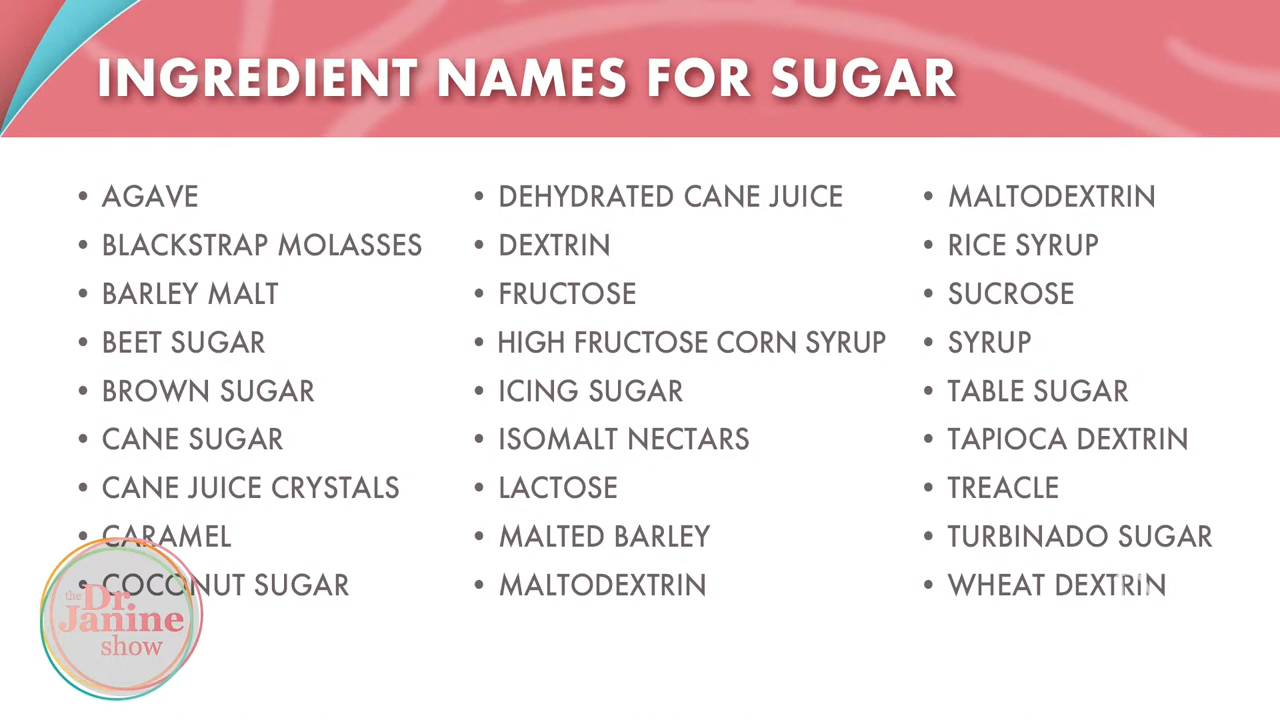 INGREDIENT NAMES FOR SUGAR
• AGAVE
• BLACKSTRAP MOLASSES
• BARLEY MALT
• BEET SUGAR
• BROWN SUGAR
• CANE SUGAR
• CANE JUICE CRYSTALS
• CARAMEL
• COCONUT SUGAR
• DEHYDRATED CANE JUICE
• DEXTRIN
• FRUCTOSE
• HIGH FRUCTOSE CORN SYRUP
• ICING SUGAR
• ISOMALT NECTARS
• LACTOSE
• MALTED BARLEY
• MALTODEXTRIN
• MALTODEXTRIN
• RICE SYRUP
• SUCROSE
• SYRUP
• TABLE SUGAR
• TAPIOCA DEXTRIN
• TREACLE
• TURBINADO SUGAR
• WHEAT DEXTRIN
the Dr.
Janine
show